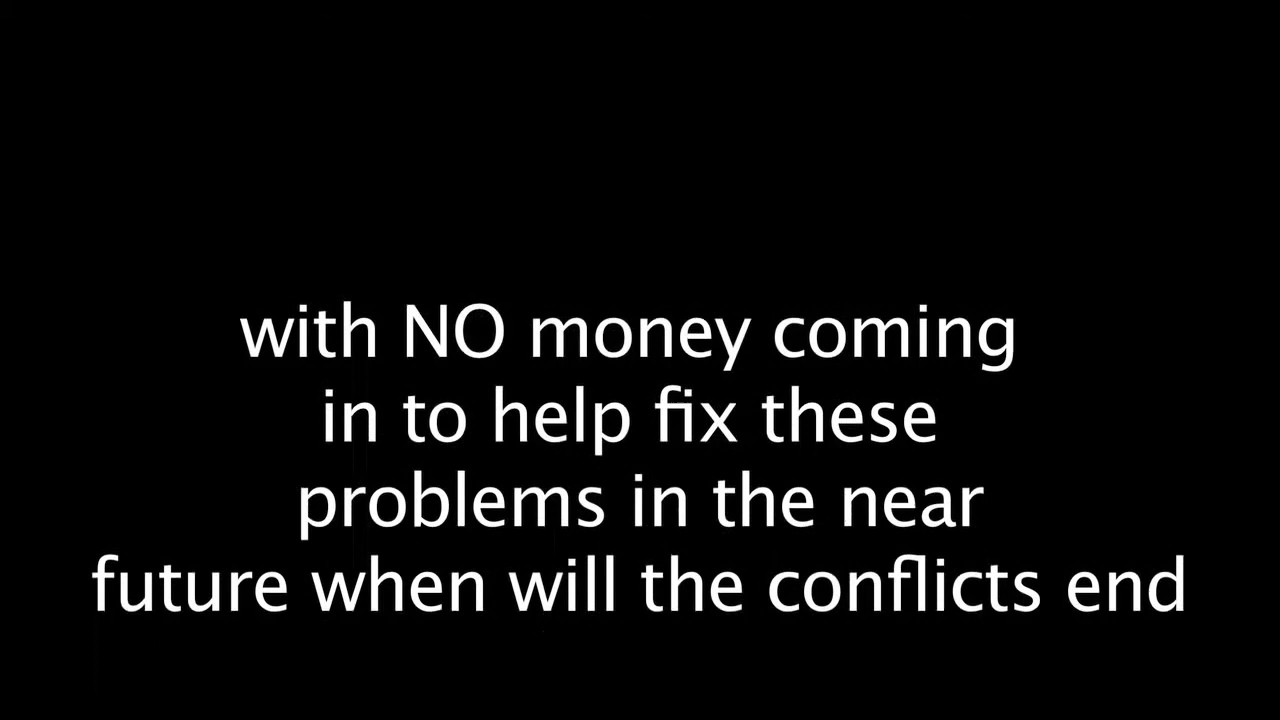 with NO money coming
in to help fix these
problems in the near
future when will the conflicts end